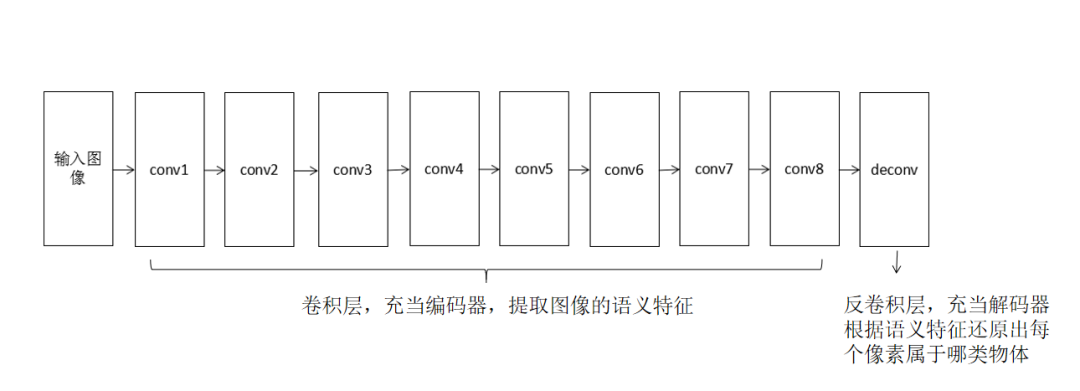 输入图
像
conv1
conv2
conv3
conv4
conv5
conv6
conv7
conv8
deconv
卷积层，充当编码器，提取图像的语义特征
反卷积层，充当解码器
根据语义特征还原出每
个像素属于哪类物体